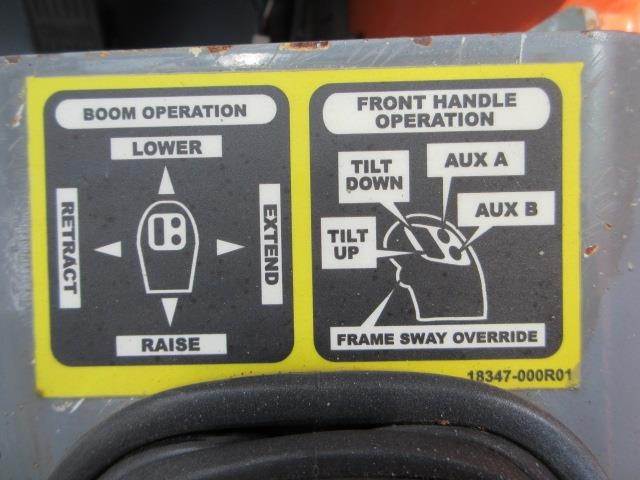 BOOM OPERATION
LOWER
RETRACT
EXTEND
RAISE
FRONT HANDLE
OPERATION
TILT
DOWN
AUX A
AUX B
TILT
UP
FRAME SWAY OVERRIDE
18347-000R01